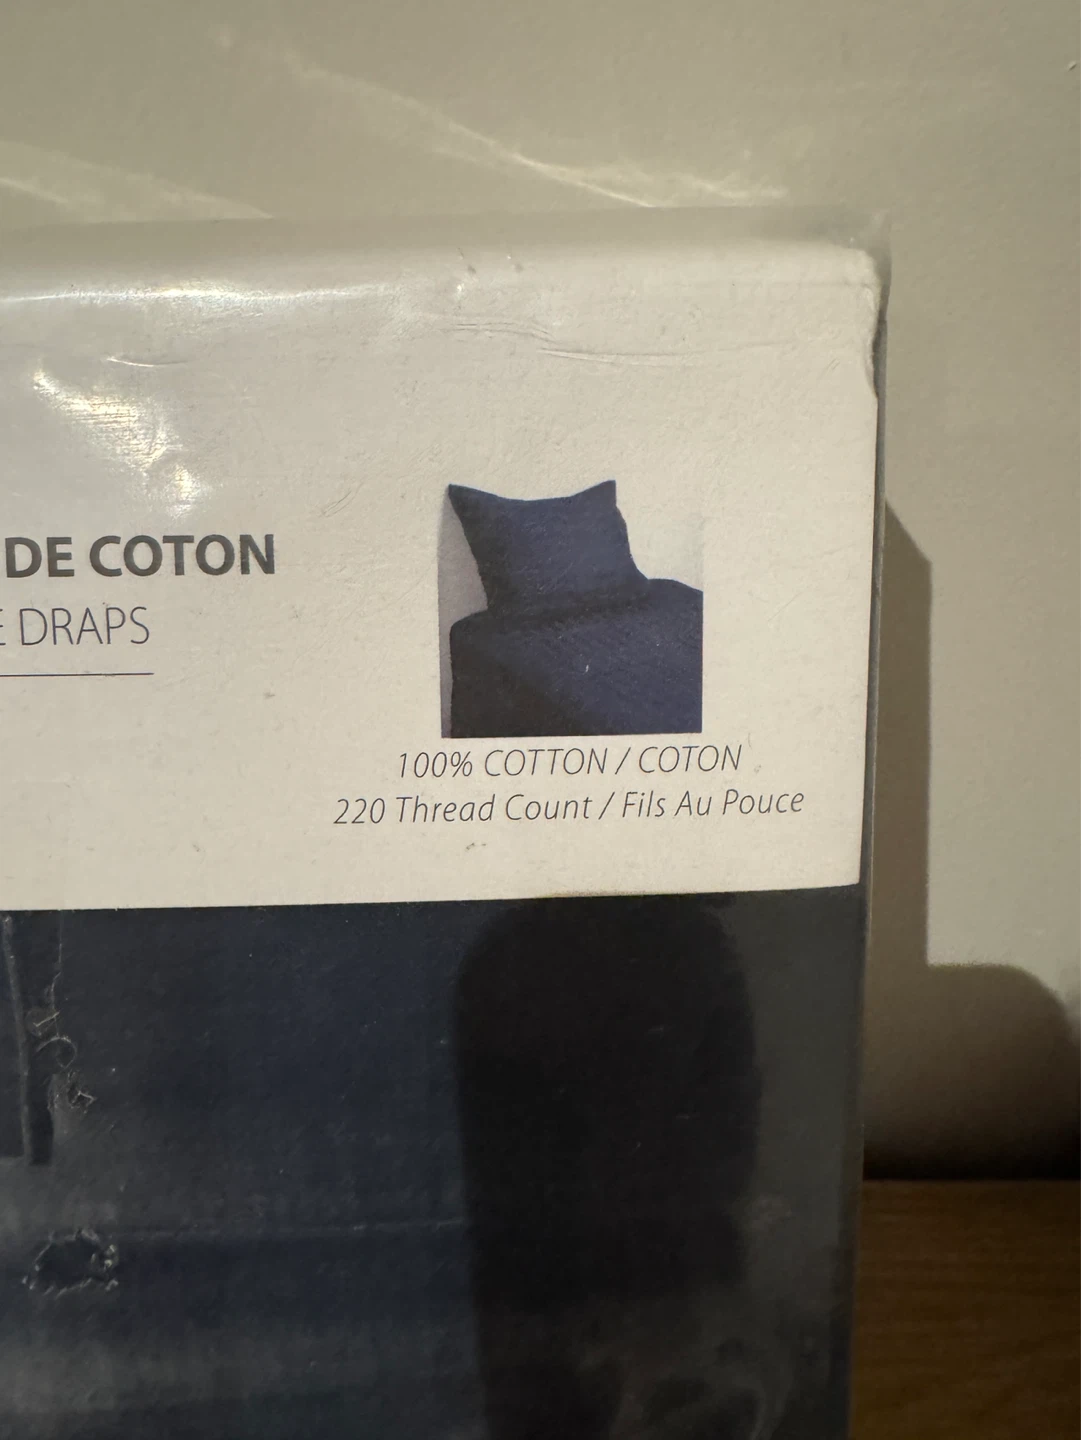 DE COTON
E DRAPS
100% COTTON / COTON
220 Thread Count / Fils Au Pouce